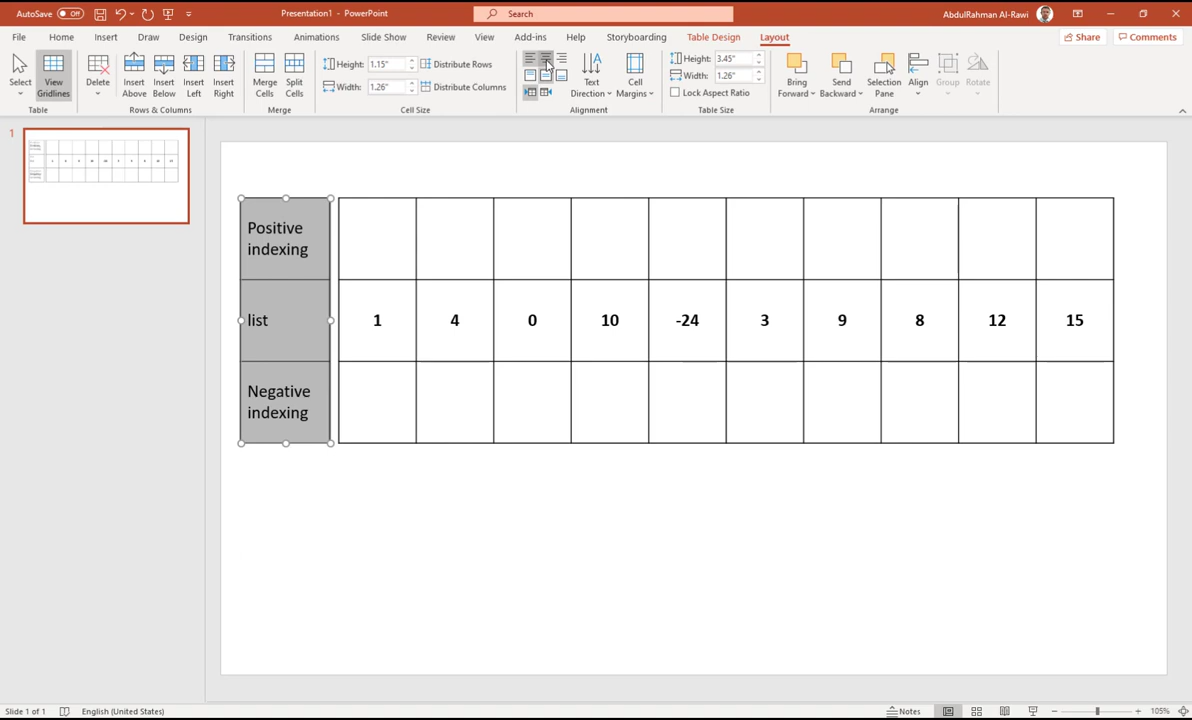 AutoSave Off Presentation1 - PowerPoint Search AbdulRahman Al-Rawi
File Home Insert Draw Design Transitions Animations Slide Show Review View Add-ins Help Storyboarding Table Design Layout Share Comments
Select View Gridlines Delete Insert Above Insert Below Insert Left Insert Right Merge Cells Split Cells
Height: 1.15" Distribute Rows
Width: 1.26" Distribute Columns
Text Direction Cell Margins
Height: 3.45"
Width: 1.26"
Lock Aspect Ratio
Bring Forward Send Backward Selection Pane Align Group Rotate
Table Rows & Columns Merge Cell Size Alignment Table Size Arrange
1
Positive
indexing
list 1 4 0 10 -24 3 9 8 12 15
Negative
indexing
Slide 1 of 1 English (United States) Notes 105%